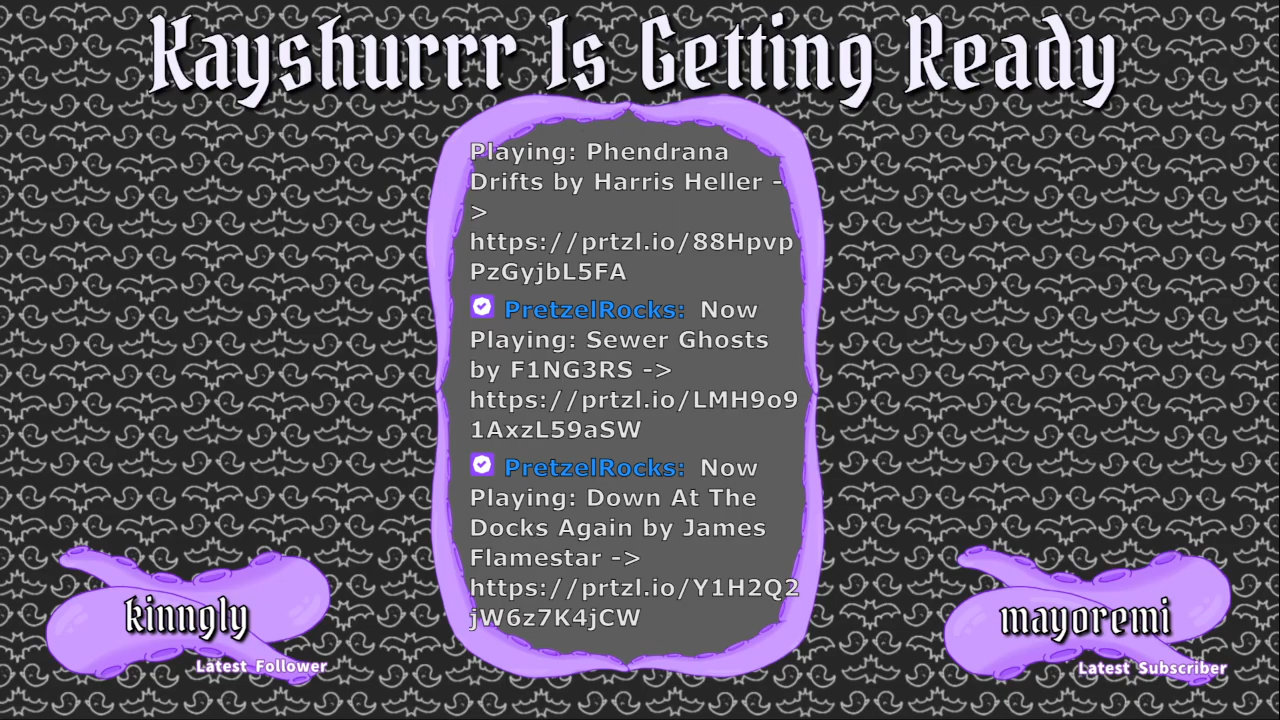 Kayshurrr Is Getting Ready
Playing: Phendrana
Drifts by Harris Heller -
>
https://prtzl.io/88Hpvp
PzGyjbL5FA
PretzelRocks: Now
Playing: Sewer Ghosts
by F1NG3RS ->
https://prtzl.io/LMH9o9
1AxzL59aSW
PretzelRocks: Now
Playing: Down At The
Docks Again by James
Flamestar ->
https://prtzl.io/Y1H2Q2
jW6z7K4jCW
kinngly
Latest Follower
mayoremi
Latest Subscriber